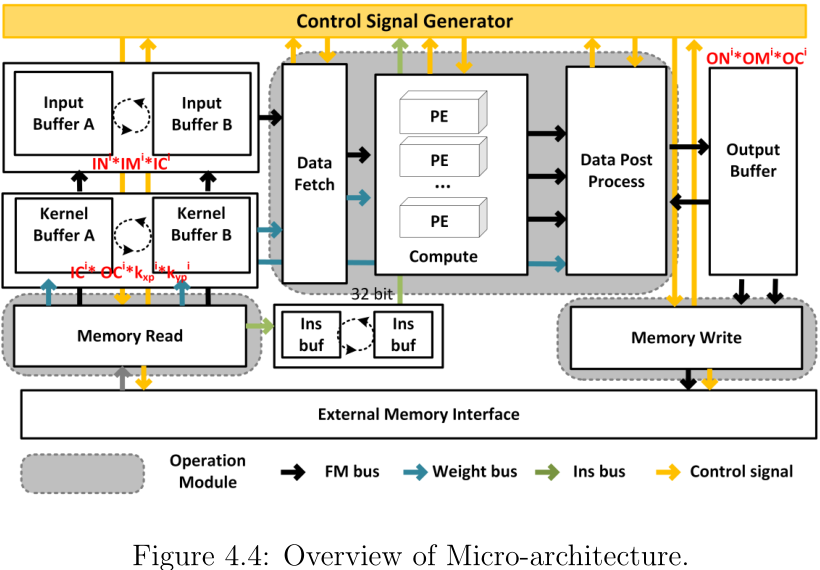 Control Signal Generator
ONⁱ*OMⁱ*OCⁱ
Input
Buffer A
Input
Buffer B
INⁱ*IMⁱ*ICⁱ
Kernel
Buffer A
Kernel
Buffer B
ICⁱ* OCⁱ*kₓₚⁱ*kᵧₚⁱ
Data
Fetch
PE
PE
...
PE
Compute
Data Post
Process
Output
Buffer
32 bit
Memory Read
Ins
buf
Ins
buf
Memory Write
External Memory Interface
Operation
Module
FM bus
Weight bus
Ins bus
Control signal
Figure 4.4: Overview of Micro-architecture.